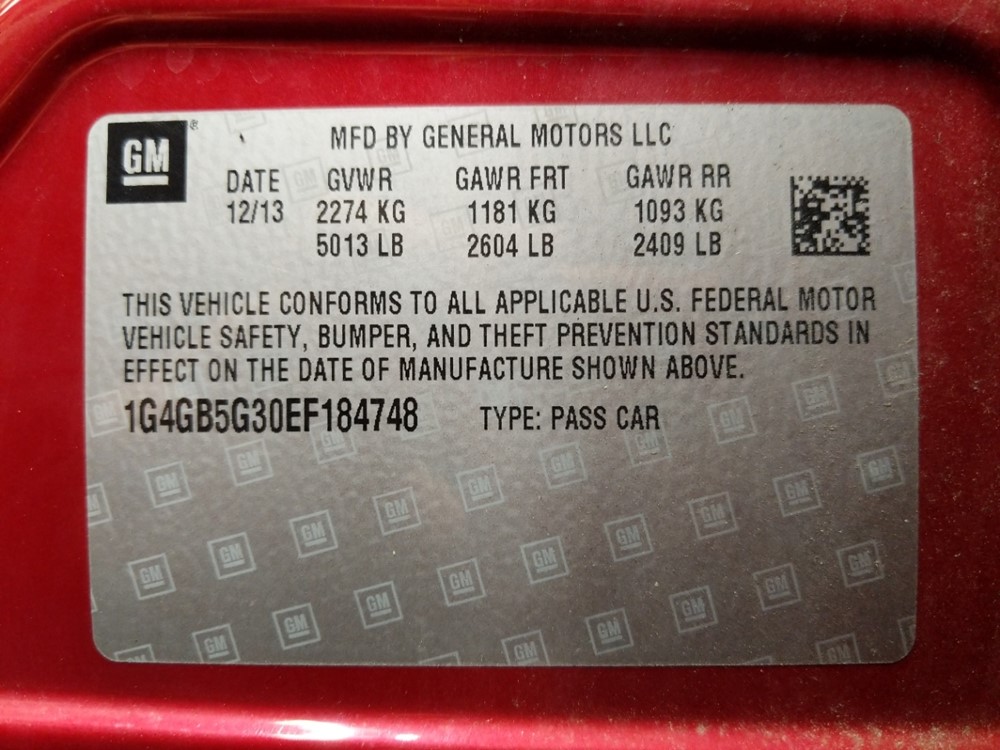 GM
MFD BY GENERAL MOTORS LLC
DATE GVWR GAWR FRT GAWR RR
12/13 2274 KG 1181 KG 1093 KG
5013 LB 2604 LB 2409 LB
THIS VEHICLE CONFORMS TO ALL APPLICABLE U.S. FEDERAL MOTOR
VEHICLE SAFETY, BUMPER, AND THEFT PREVENTION STANDARDS IN
EFFECT ON THE DATE OF MANUFACTURE SHOWN ABOVE.
1G4GB5G30EF184748 TYPE: PASS CAR